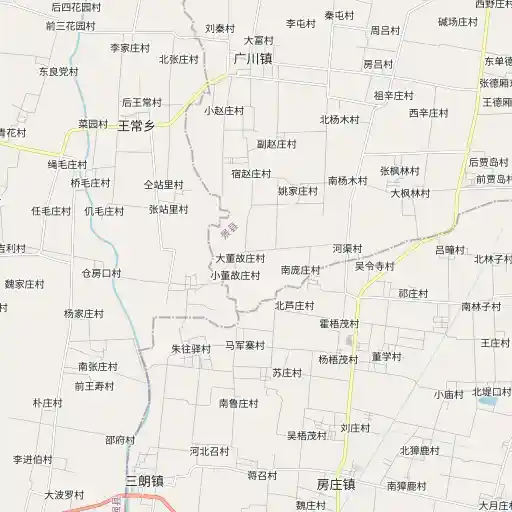 后四花园村
秦屯村
西野庄村
李屯村
碱场庄村
前三花园村
刘秦村
周吕村
大富村
李家庄村
北张庄村
广川镇
东单德
房吕村
东良党村
张德厢
祖辛庄村
后王常村
王德厢
小赵庄村
西辛庄村
北杨木村
菜园村
王常乡
青花村
副赵庄村
绳毛庄村
后贾岛村
张枫林村
宿赵庄村
前贾岛
桥毛庄村
仝站里村
南杨木村
姚家庄村
大枫林村
任毛庄村
仉毛庄村
张站里村
景县
吉利村
河渠村
吕疃村
大董故庄村
北林子村
吴令寺村
仓房口村
小董故庄村
南庞庄村
魏家庄村
祁庄村
北芦庄村
南林子村
杨家庄村
霍梧茂村
王庄村
朱往驿村
马军寨村
杨梧茂村
董学村
南张庄村
苏庄村
前王寿村
北堤口村
小庙村
朴庄村
南鲁庄村
刘庄村
吴梧茂村
邵府村
河北召村
北獐鹿村
李进伯村
蒋召村
三朗镇
房庄镇
南獐鹿村
大波罗村
魏庄村
大月庄村